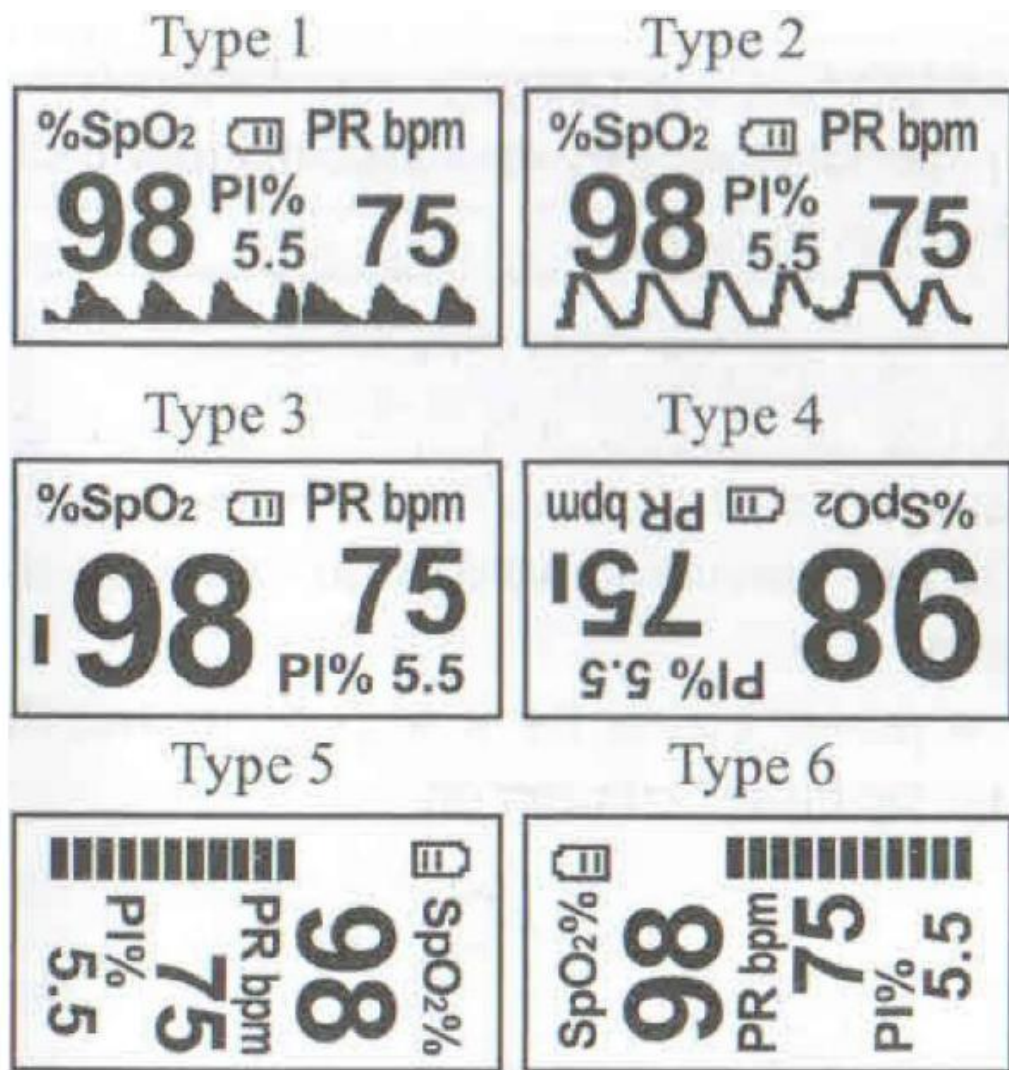 Type 1
%SpO₂ PR bpm
98 PI% 75
5.5
Type 2
%SpO₂ PR bpm
98 PI% 75
5.5
Type 3
%SpO₂ PR bpm
98 75
PI% 5.5
Type 4
%SpO₂ PR bpm
98 75
PI% 5.5
Type 5
SpO₂%
98
PR bpm
75
PI%
5.5
Type 6
SpO₂%
98
PR bpm
75
PI%
5.5